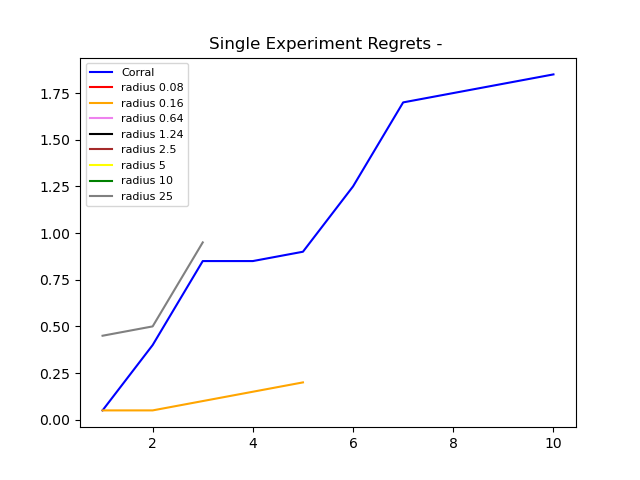 Single Experiment Regrets -
Corral
radius 0.08
radius 0.16
radius 0.64
radius 1.24
radius 2.5
radius 5
radius 10
radius 25
1.75
1.50
1.25
1.00
0.75
0.50
0.25
0.00
2 4 6 8 10